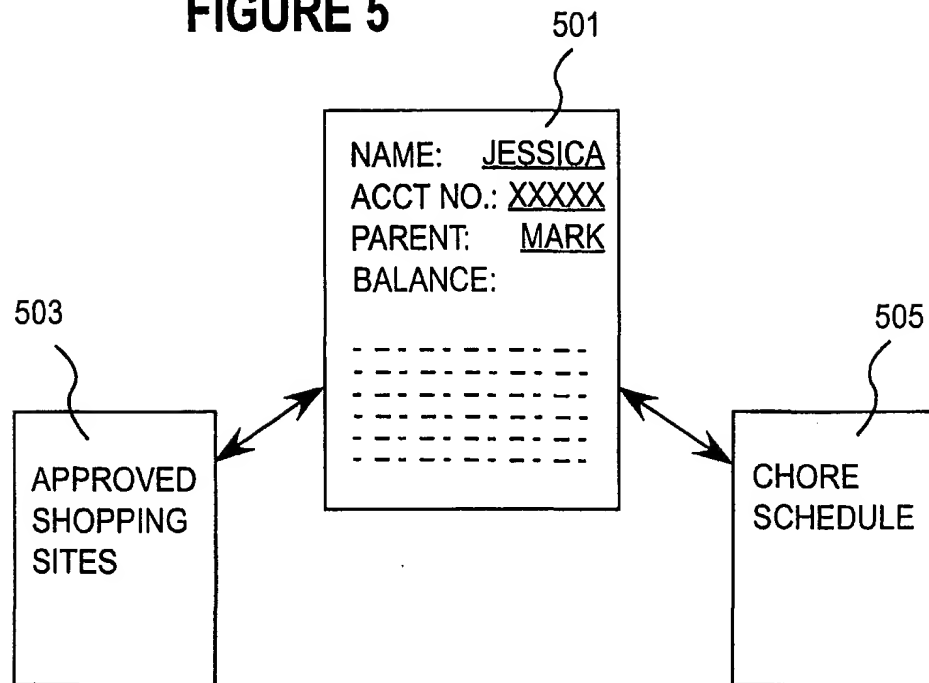 FIGURE 5
501
NAME: JESSICA
ACCT NO.: XXXXX
PARENT: MARK
BALANCE:
503
505
APPROVED
SHOPPING
SITES
CHORE
SCHEDULE